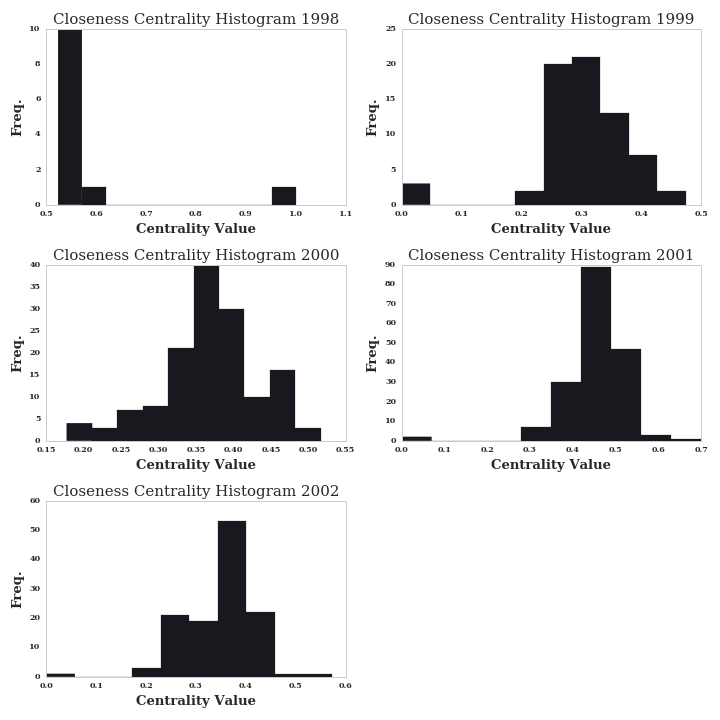 Closeness Centrality Histogram 1998
10
8
6
4
2
0
Freq.
0.5 0.6 0.7 0.8 0.9 1.0 1.1
Centrality Value
Closeness Centrality Histogram 1999
25
20
15
10
5
0
Freq.
0.0 0.1 0.2 0.3 0.4 0.5
Centrality Value
Closeness Centrality Histogram 2000
40
35
30
25
20
15
10
5
0
Freq.
0.15 0.20 0.25 0.30 0.35 0.40 0.45 0.50 0.55
Centrality Value
Closeness Centrality Histogram 2001
90
80
70
60
50
40
30
20
10
0
Freq.
0.0 0.1 0.2 0.3 0.4 0.5 0.6 0.7
Centrality Value
Closeness Centrality Histogram 2002
60
50
40
30
20
10
0
Freq.
0.0 0.1 0.2 0.3 0.4 0.5 0.6
Centrality Value